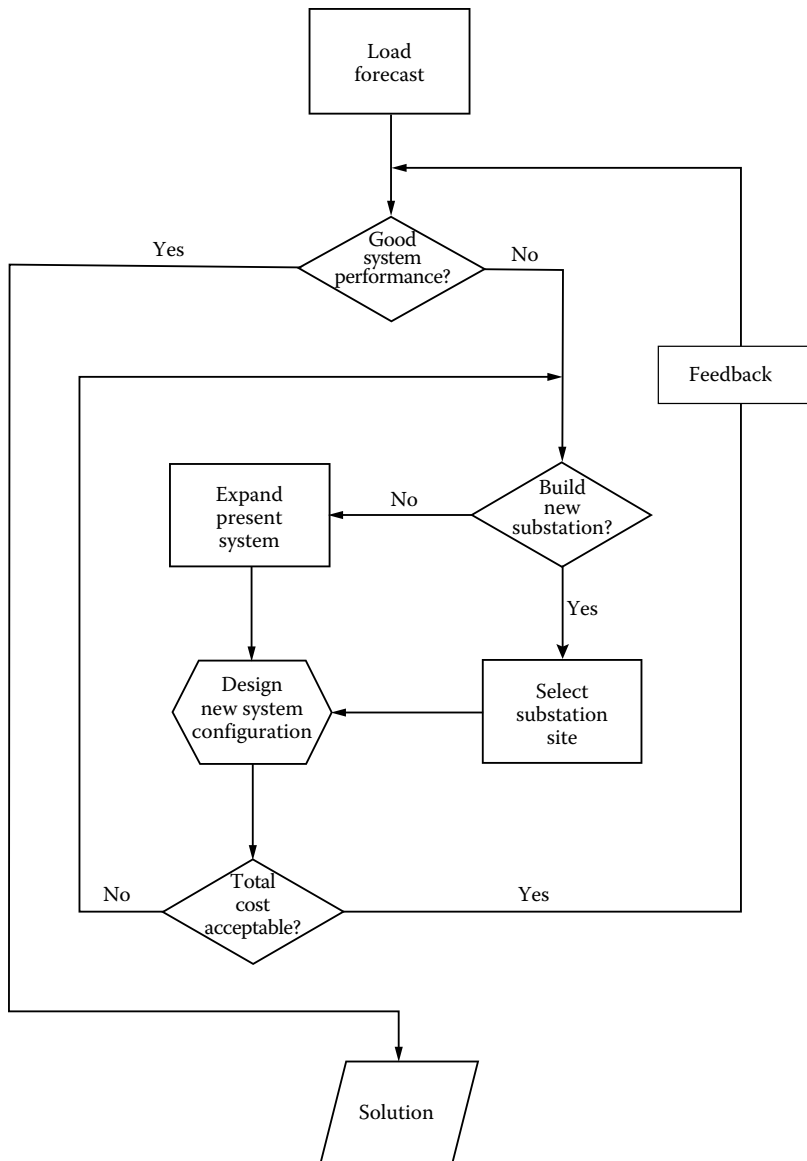 Load
forecast
Yes
Good
system
performance?
No
Feedback
Expand
present
system
No
Build
new
substation?
Yes
Design
new system
configuration
Select
substation
site
No
Total
cost
acceptable?
Yes
Solution